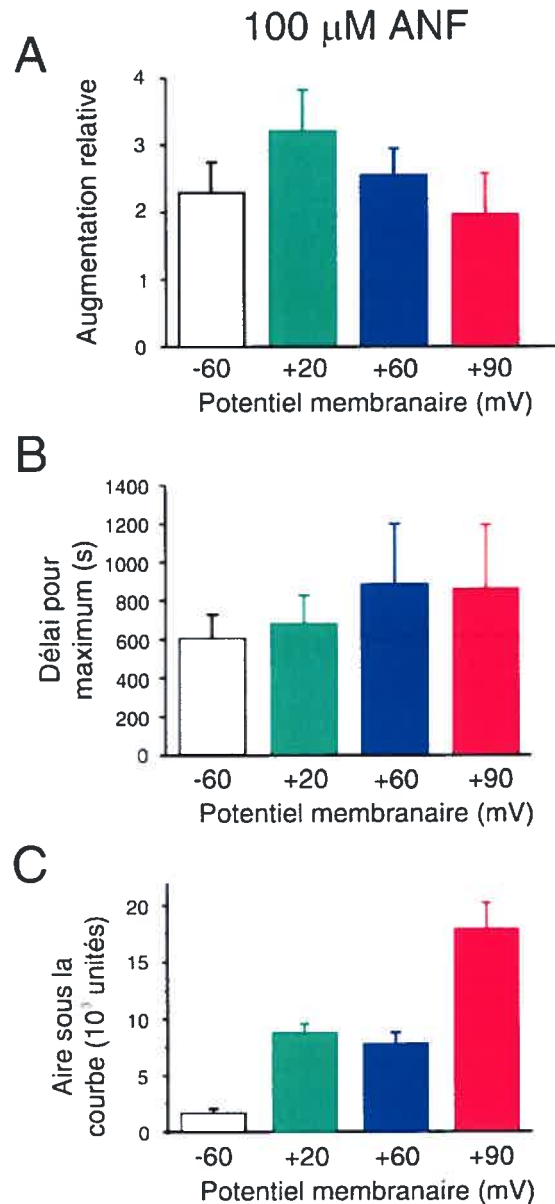 100 μM ANF
A
Augmentation relative
4
3
2
1
0
-60 +20 +60 +90
Potentiel membranaire (mV)
B
Délai pour
maximum (s)
1400
1200
1000
800
600
400
200
0
-60 +20 +60 +90
Potentiel membranaire (mV)
C
Aire sous la
courbe (10³ unités)
20
15
10
5
0
-60 +20 +60 +90
Potentiel membranaire (mV)